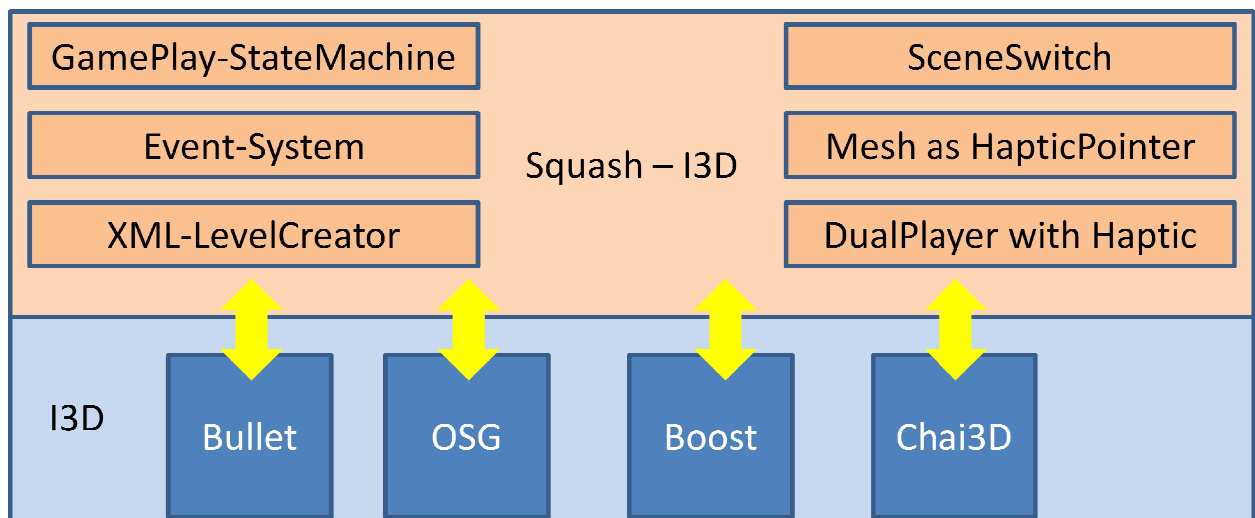 GamePlay-StateMachine
Event-System
XML-LevelCreator
Squash – I3D
SceneSwitch
Mesh as HapticPointer
DualPlayer with Haptic
I3D
Bullet
OSG
Boost
Chai3D